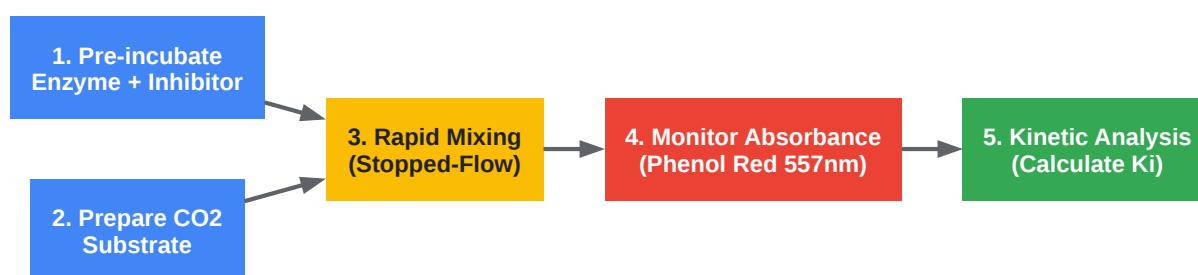 1. Pre-incubate
Enzyme + Inhibitor
2. Prepare CO2
Substrate
3. Rapid Mixing
(Stopped-Flow)
4. Monitor Absorbance
(Phenol Red 557nm)
5. Kinetic Analysis
(Calculate Ki)